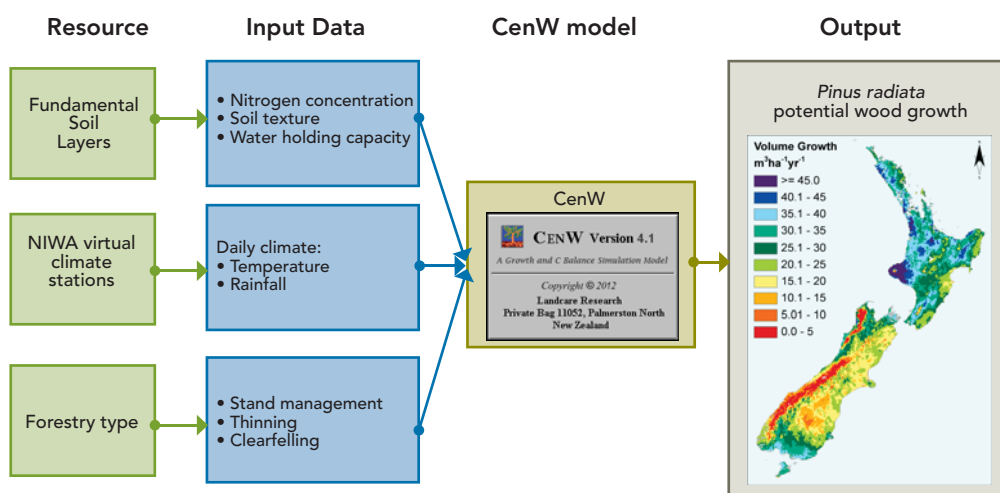 Resource
Input Data
CenW model
Output
Fundamental
Soil
Layers
• Nitrogen concentration
• Soil texture
• Water holding capacity
NIWA virtual
climate
stations
Daily climate:
• Temperature
• Rainfall
Forestry type
• Stand management
• Thinning
• Clearfelling
CenW
CENW Version 4.1
A Growth and C Balance Simulation Model
Copyright © 2012
Landcare Research
Private Bag 11052, Palmerston North
New Zealand
Pinus radiata
potential wood growth
Volume Growth
m³ha⁻¹yr⁻¹
>= 45.0
40.1 - 45
35.1 - 40
30.1 - 35
25.1 - 30
20.1 - 25
15.1 - 20
10.1 - 15
5.01 - 10
0.0 - 5